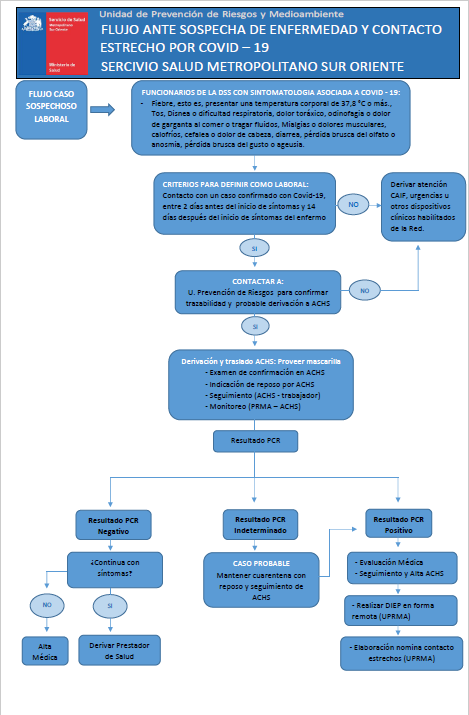 Servicio de Salud
Metropolitano
Sur Oriente
Ministerio de
Salud
Unidad de Prevención de Riesgos y Medioambiente
FLUJO ANTE SOSPECHA DE ENFERMEDAD Y CONTACTO
ESTRECHO POR COVID – 19
SERCIVIO SALUD METROPOLITANO SUR ORIENTE
FLUJO CASO
SOSPECHOSO
LABORAL
FUNCIONARIOS DE LA DSS CON SINTOMATOLOGIA ASOCIADA A COVID - 19:
- Fiebre, esto es, presentar una temperatura corporal de 37,8 °C o más.,
Tos, Disnea o dificultad respiratoria, dolor toráxico, odinofagia o dolor
de garganta al comer o tragar fluidos, Mialgias o dolores musculares,
calofríos, cefalea o dolor de cabeza, diarrea, pérdida brusca del olfato o
anosmia, pérdida brusca del gusto o ageusia.
CRITERIOS PARA DEFINIR COMO LABORAL:
Contacto con un caso confirmado con Covid-19,
entre 2 días antes del inicio de síntomas y 14
días después del inicio de síntomas del enfermo
NO
Derivar atención
CAIF, urgencias u
otros dispositivos
clínicos habilitados
de la Red.
SI
CONTACTAR A:
U. Prevención de Riesgos para confirmar
trazabilidad y probable derivación a ACHS
NO
SI
Derivación y traslado ACHS: Proveer mascarilla
- Examen de confirmación en ACHS
- Indicación de reposo por ACHS
- Seguimiento (ACHS - trabajador)
- Monitoreo (PRMA – ACHS)
Resultado PCR
Resultado PCR
Negativo
Resultado PCR
Indeterminado
Resultado PCR
Positivo
¿Continua con
síntomas?
CASO PROBABLE
Mantener cuarentena con
reposo y seguimiento de
ACHS
- Evaluación Médica
- Seguimiento y Alta ACHS
NO
SI
- Realizar DIEP en forma
remota (UPRMA)
Alta
Médica
Derivar Prestador
de Salud
- Elaboración nomina contacto
estrechos (UPRMA)